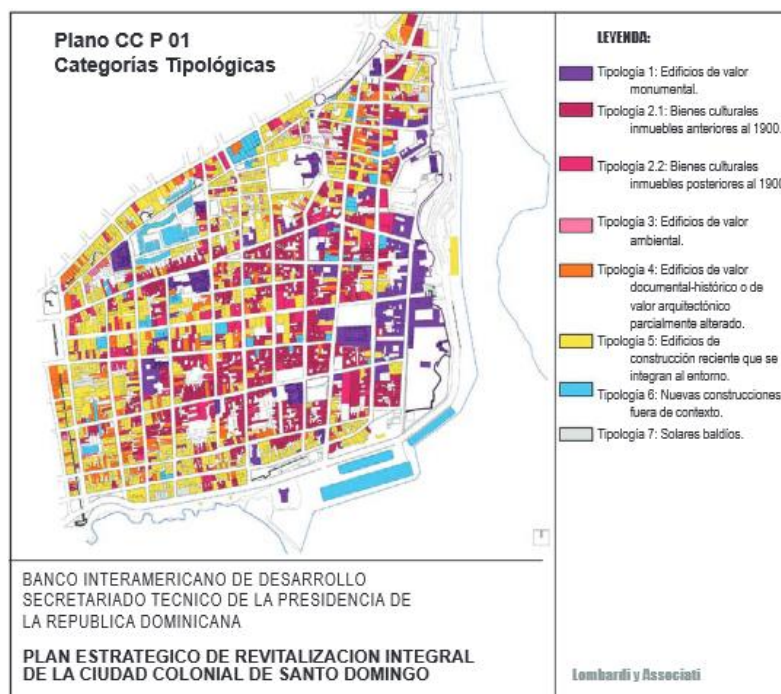 Plano CC P 01
Categorías Tipológicas
LEYENDA:
Tipología 1: Edificios de valor
monumental.
Tipología 2.1: Bienes culturales
inmuebles anteriores al 1900.
Tipología 2.2: Bienes culturales
inmuebles posteriores al 1900
Tipología 3: Edificios de valor
ambiental.
Tipología 4: Edificios de valor
documental-histórico o de
valor arquitectónico
parcialmente alterado.
Tipología 5: Edificios de
construcción reciente que se
integran al entorno.
Tipología 6: Nuevas construcciones
fuera de contexto.
Tipología 7: Solares baldíos.
BANCO INTERAMERICANO DE DESARROLLO
SECRETARIADO TECNICO DE LA PRESIDENCIA DE
LA REPUBLICA DOMINICANA
PLAN ESTRATEGICO DE REVITALIZACION INTEGRAL
DE LA CIUDAD COLONIAL DE SANTO DOMINGO
Lombardi y Associati